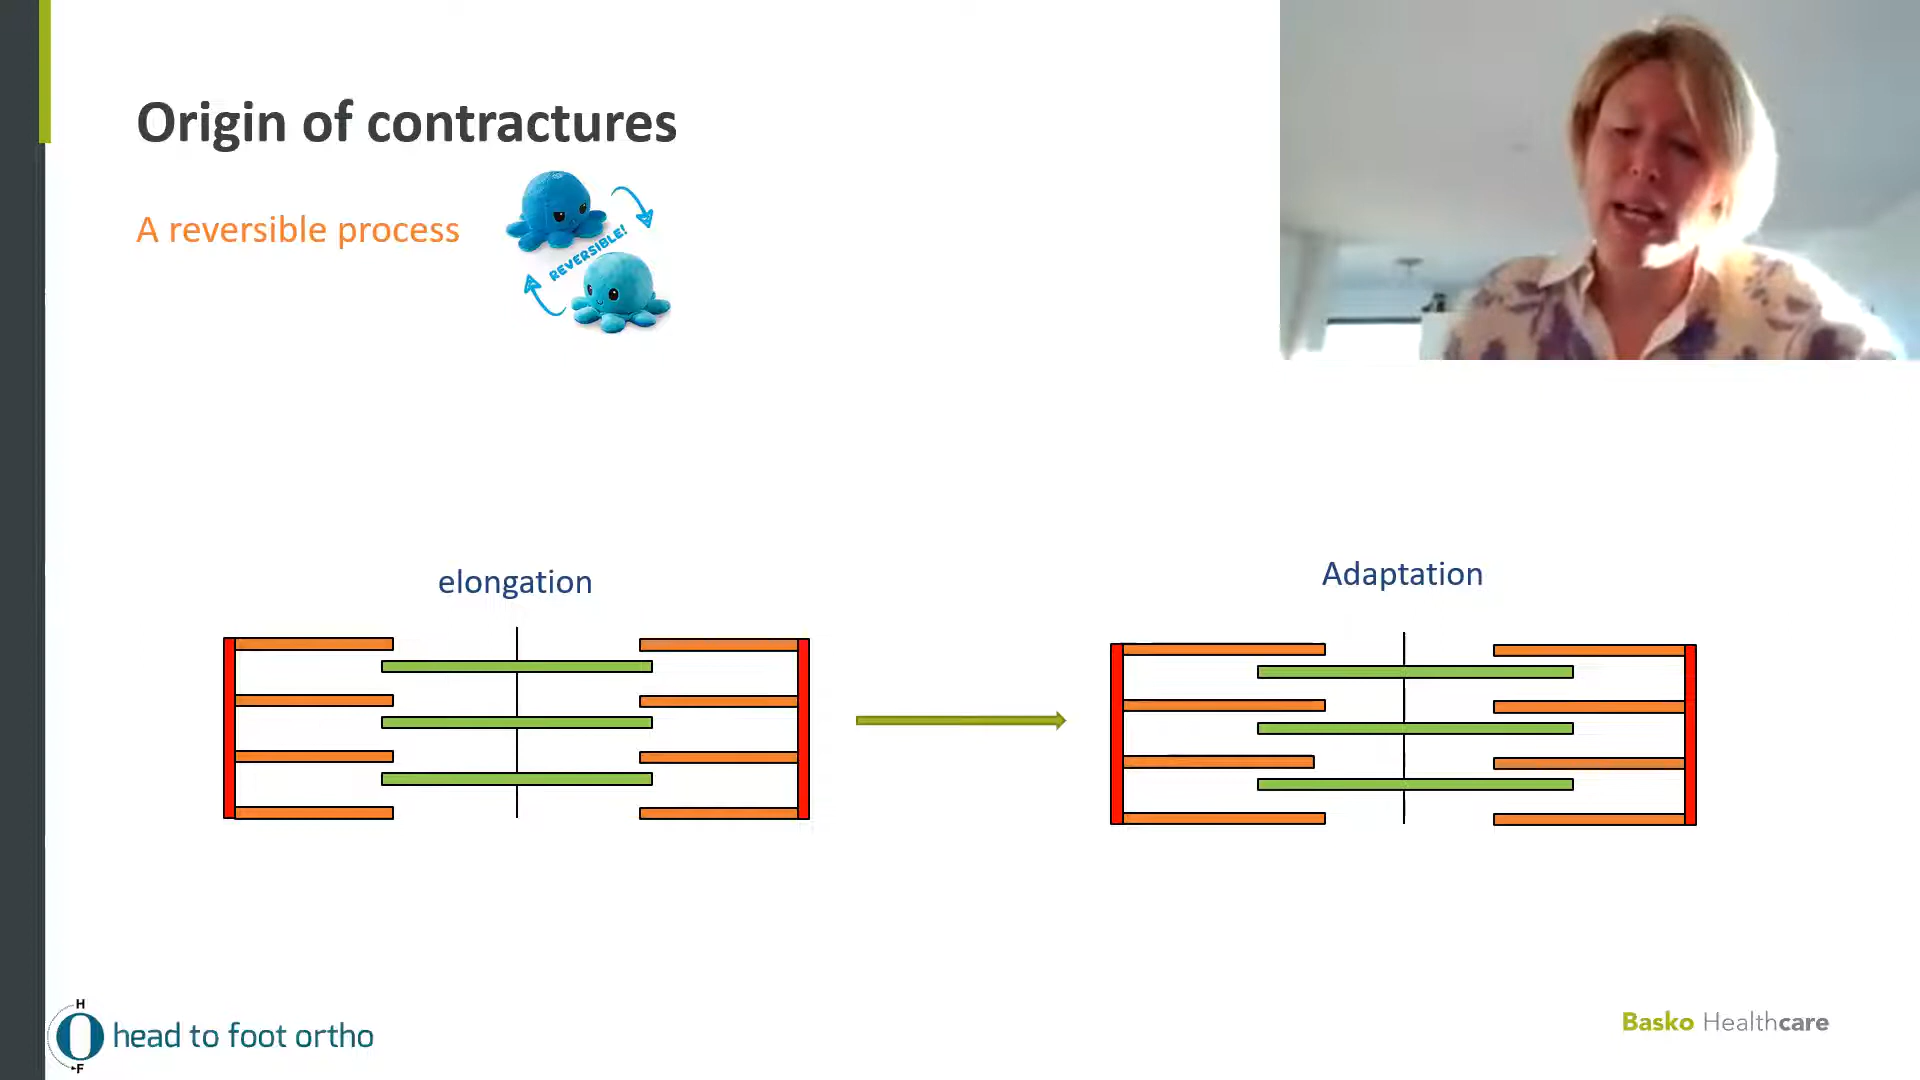 Origin of contractures
A reversible process
REVERSIBLE!
elongation
Adaptation
H
F
head to foot ortho
Basko Healthcare